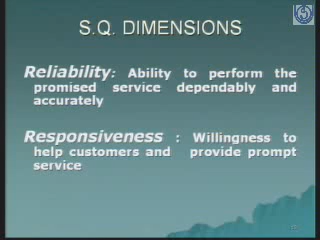 S.Q. DIMENSIONS
Reliability: Ability to perform the
promised service dependably and
accurately
Responsiveness : Willingness to
help customers and provide prompt
service